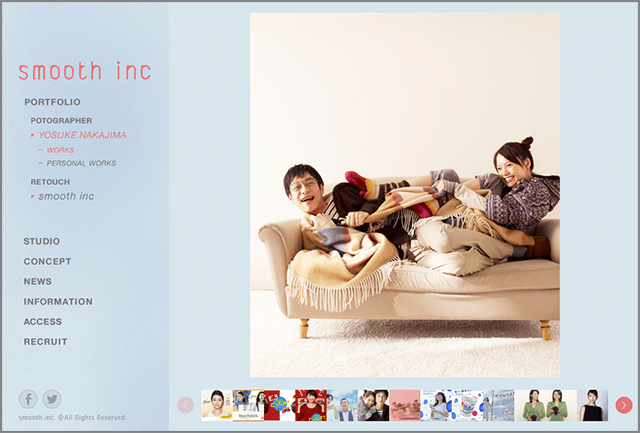 smooth inc
PORTFOLIO
POTOGRAPHER
YOSUKE NAKAJIMA
– WORKS
– PERSONAL WORKS
RETOUCH
smooth inc
STUDIO
CONCEPT
NEWS
INFORMATION
ACCESS
RECRUIT
smooth inc. ©All Rights Reserved.